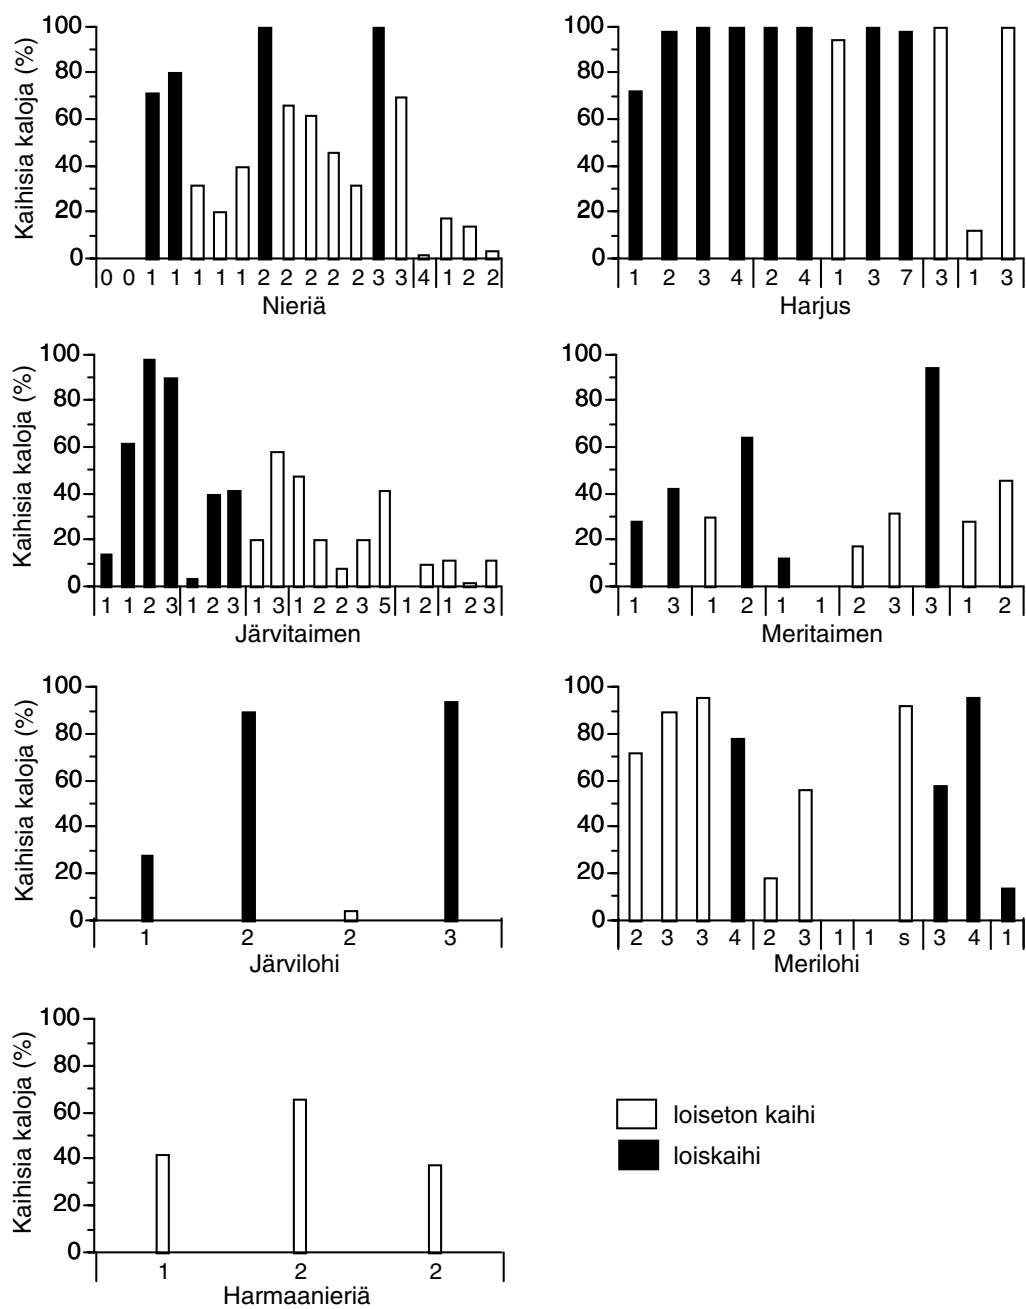 Kaihisia kaloja (%)
100
80
60
40
20
0
0 0 1 1 1 1 1 2 2 2 2 2 3 3 4 1 2 2
Nieriä
100
80
60
40
20
0
1 2 3 4 2 4 1 3 7 3 1 3
Harjus
Kaihisia kaloja (%)
100
80
60
40
20
0
1 1 2 3 1 2 3 1 3 1 2 2 3 5 1 2 1 2 3
Järvitaimen
100
80
60
40
20
0
1 3 1 2 1 1 2 3 3 1 2
Meritaimen
Kaihisia kaloja (%)
100
80
60
40
20
0
1 2 2 3
Järvilohi
100
80
60
40
20
0
2 3 3 4 2 3 1 1 s 3 4 1
Merilohi
Kaihisia kaloja (%)
100
80
60
40
20
0
1 2 2
Harmaanieriä
loiseton kaihi
loiskaihi